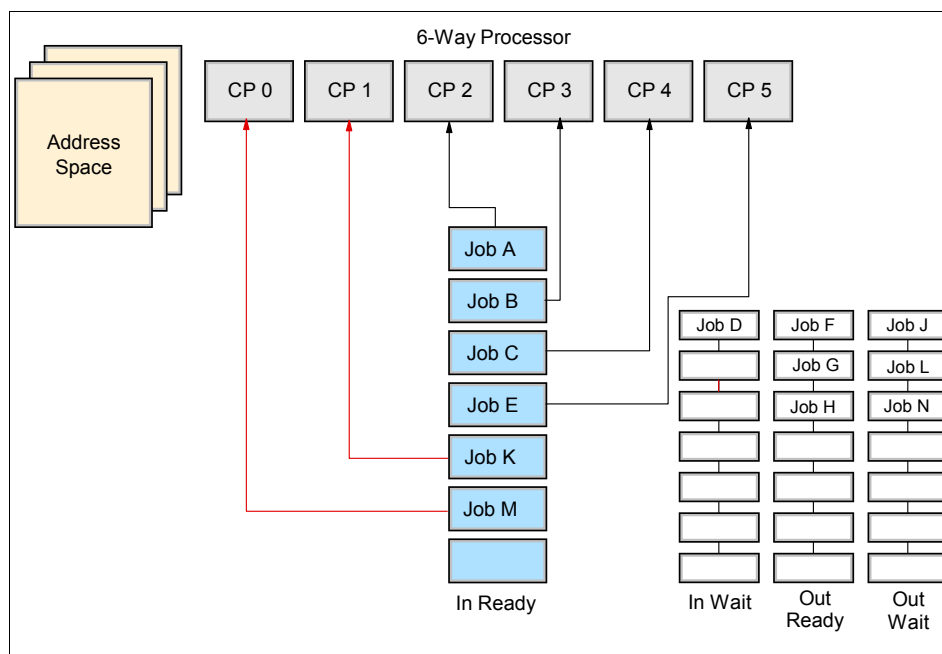 6-Way Processor
CP 0
CP 1
CP 2
CP 3
CP 4
CP 5
Address
Space
Job A
Job B
Job C
Job E
Job K
Job M
In Ready
Job D
In Wait
Job F
Job G
Job H
Out
Ready
Job J
Job L
Job N
Out
Wait